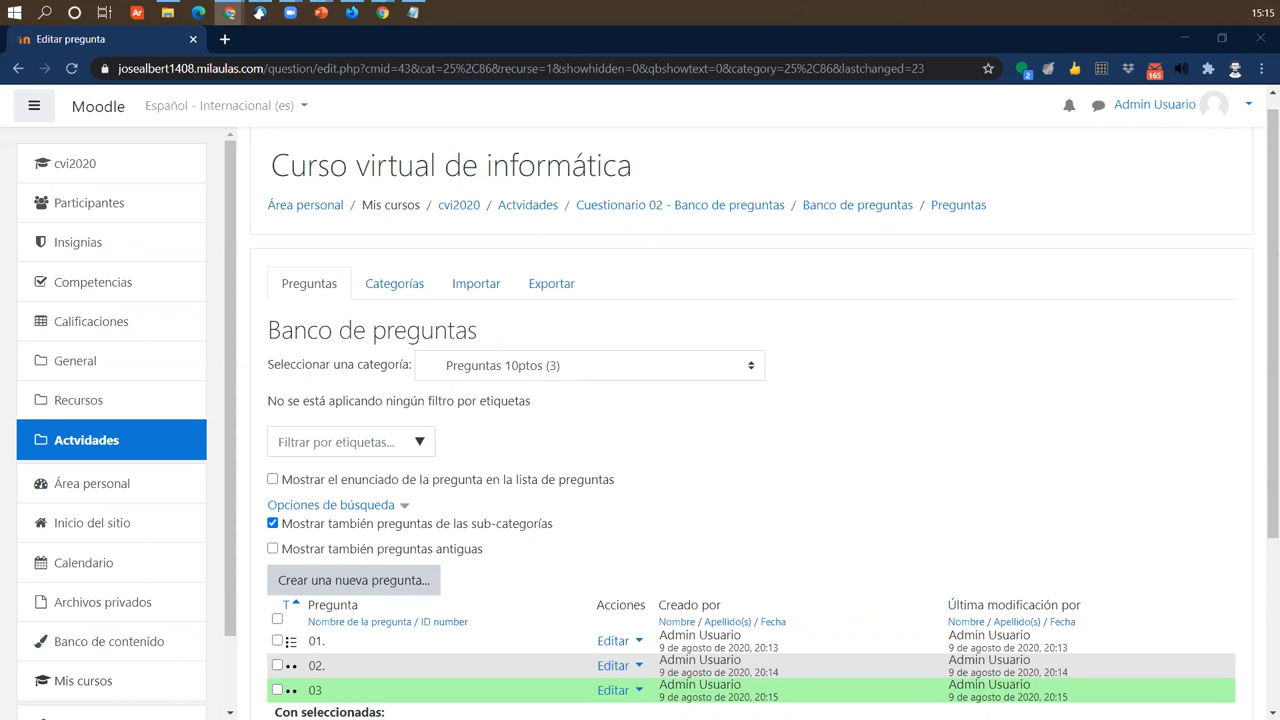 15:15
Editar pregunta
josealbert1408.milaulas.com/question/edit.php?cmid=43&cat=25%2C86&recurse=1&showhidden=0&qbshowtext=0&category=25%2C86&lastchanged=23
2
165
Moodle Español - Internacional (es)
Admin Usuario
cvi2020
Participantes
Insignias
Competencias
Calificaciones
General
Recursos
Actvidades
Área personal
Inicio del sitio
Calendario
Archivos privados
Banco de contenido
Mis cursos
Curso virtual de informática
Área personal / Mis cursos / cvi2020 / Actvidades / Cuestionario 02 - Banco de preguntas / Banco de preguntas / Preguntas
Preguntas Categorías Importar Exportar
Banco de preguntas
Seleccionar una categoría: Preguntas 10ptos (3)
No se está aplicando ningún filtro por etiquetas
Filtrar por etiquetas... ▼
Mostrar el enunciado de la pregunta en la lista de preguntas
Opciones de búsqueda
Mostrar también preguntas de las sub-categorías
Mostrar también preguntas antiguas
Crear una nueva pregunta...
T Pregunta Acciones Creado por Última modificación por
Nombre de la pregunta / ID number Nombre / Apellido(s) / Fecha Nombre / Apellido(s) / Fecha
01. Editar Admin Usuario Admin Usuario
9 de agosto de 2020, 20:13 9 de agosto de 2020, 20:13
02. Editar Admin Usuario Admin Usuario
9 de agosto de 2020, 20:14 9 de agosto de 2020, 20:14
03 Editar Admin Usuario Admin Usuario
9 de agosto de 2020, 20:15 9 de agosto de 2020, 20:15
Con seleccionadas: